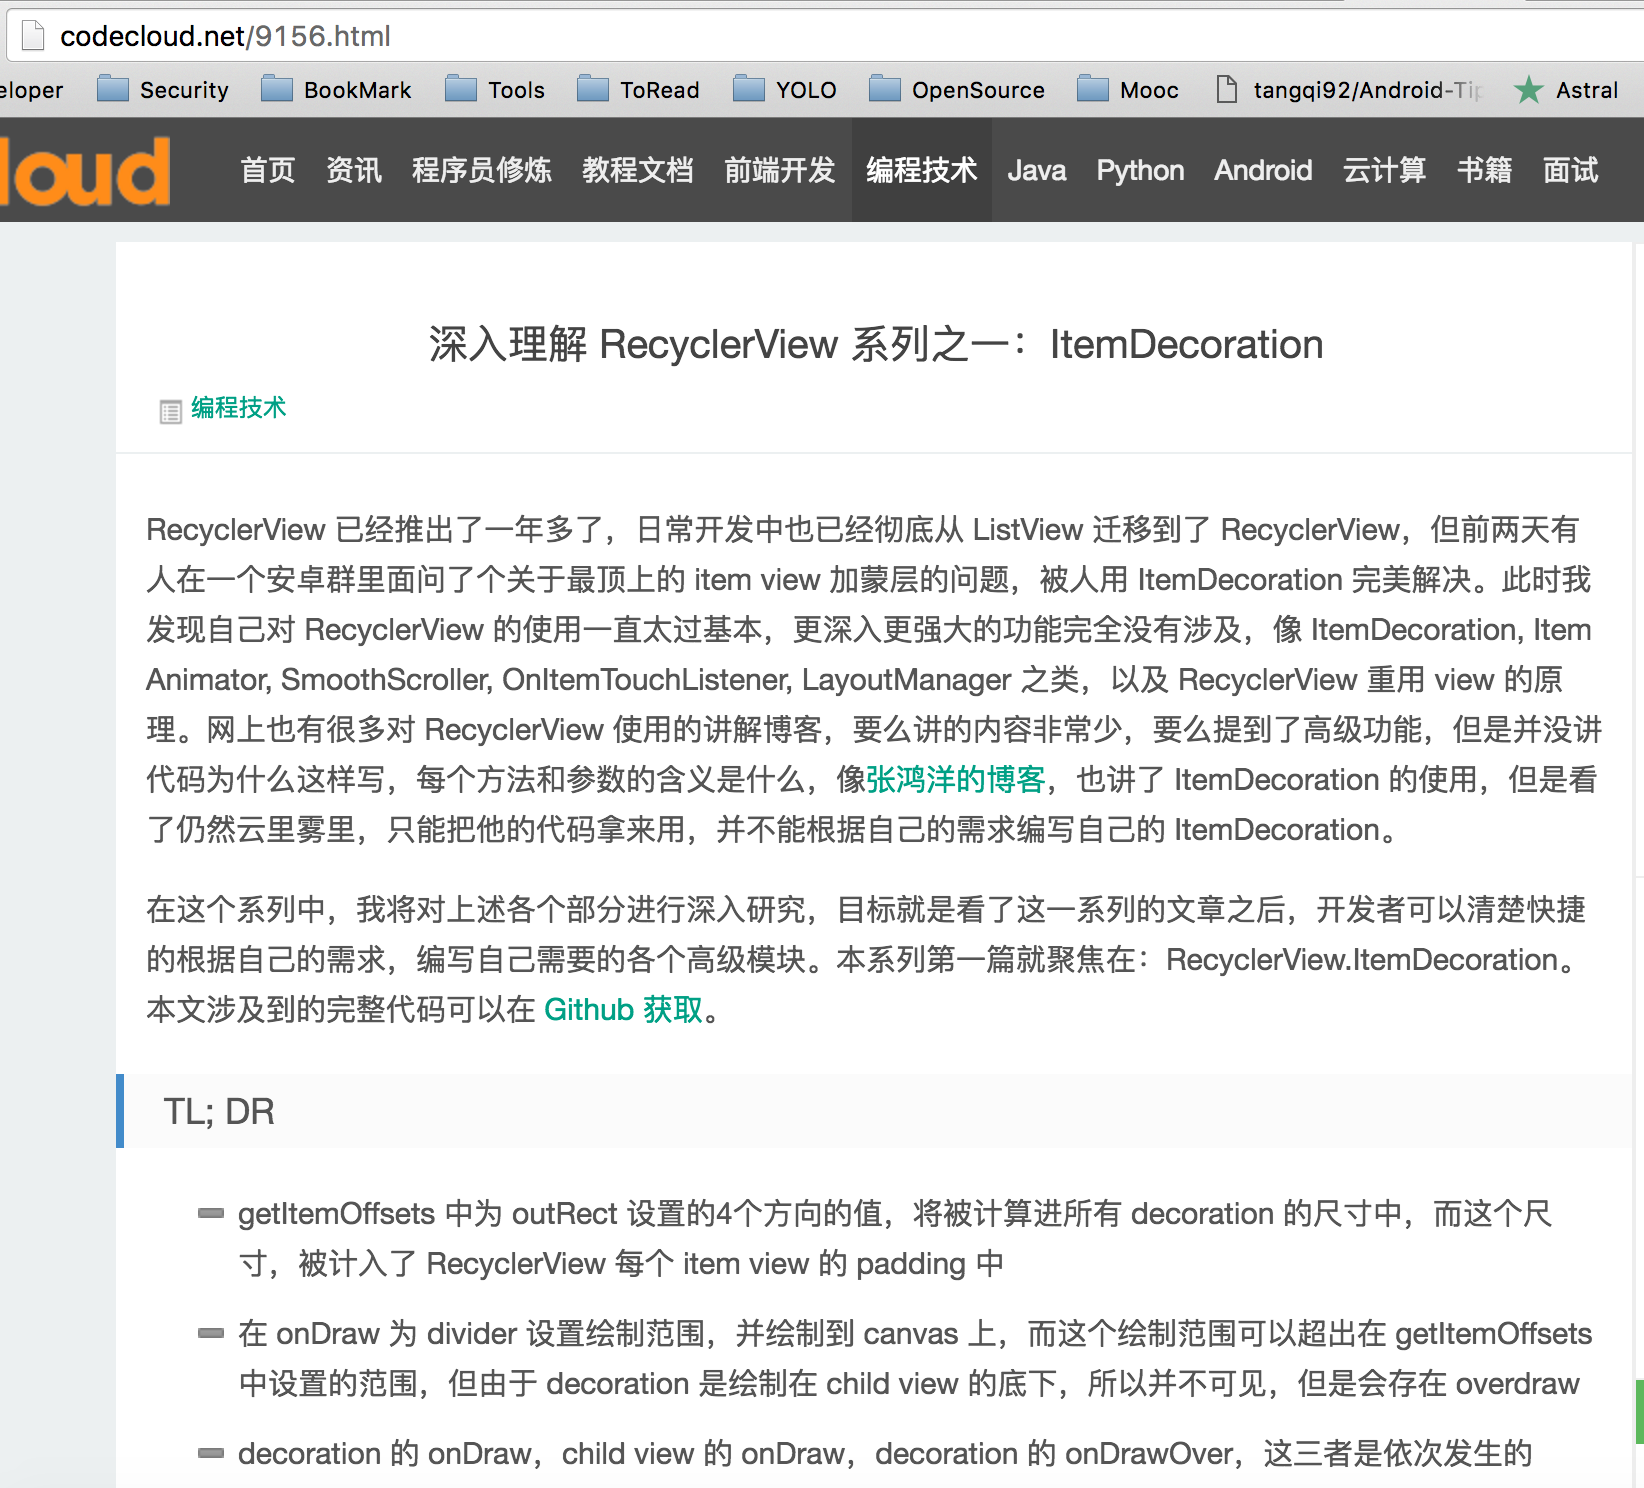 codecloud.net/9156.html
eloper Security BookMark Tools ToRead YOLO OpenSource Mooc tangqi92/Android-Tip Astral
loud 首页 资讯 程序员修炼 教程文档 前端开发 编程技术 Java Python Android 云计算 书籍 面试
深入理解 RecyclerView 系列之一：ItemDecoration
编程技术
RecyclerView 已经推出了一年多了，日常开发中也已经彻底从 ListView 迁移到了 RecyclerView，但前两天有
人在一个安卓群里面问了个关于最顶上的 item view 加蒙层的问题，被人用 ItemDecoration 完美解决。此时我
发现自己对 RecyclerView 的使用一直太过基本，更深入更强大的功能完全没有涉及，像 ItemDecoration, Item
Animator, SmoothScroller, OnItemTouchListener, LayoutManager 之类，以及 RecyclerView 重用 view 的原
理。网上也有很多对 RecyclerView 使用的讲解博客，要么讲的内容非常少，要么提到了高级功能，但是并没讲
代码为什么这样写，每个方法和参数的含义是什么，像张鸿洋的博客，也讲了 ItemDecoration 的使用，但是看
了仍然云里雾里，只能把他的代码拿来用，并不能根据自己的需求编写自己的 ItemDecoration。
在这个系列中，我将对上述各个部分进行深入研究，目标就是看了这一系列的文章之后，开发者可以清楚快捷
的根据自己的需求，编写自己需要的各个高级模块。本系列第一篇就聚焦在：RecyclerView.ItemDecoration。
本文涉及到的完整代码可以在 Github 获取。
TL; DR
getItemOffsets 中为 outRect 设置的4个方向的值，将被计算进所有 decoration 的尺寸中，而这个尺
寸，被计入了 RecyclerView 每个 item view 的 padding 中
在 onDraw 为 divider 设置绘制范围，并绘制到 canvas 上，而这个绘制范围可以超出在 getItemOffsets
中设置的范围，但由于 decoration 是绘制在 child view 的底下，所以并不可见，但是会存在 overdraw
decoration 的 onDraw，child view 的 onDraw，decoration 的 onDrawOver，这三者是依次发生的